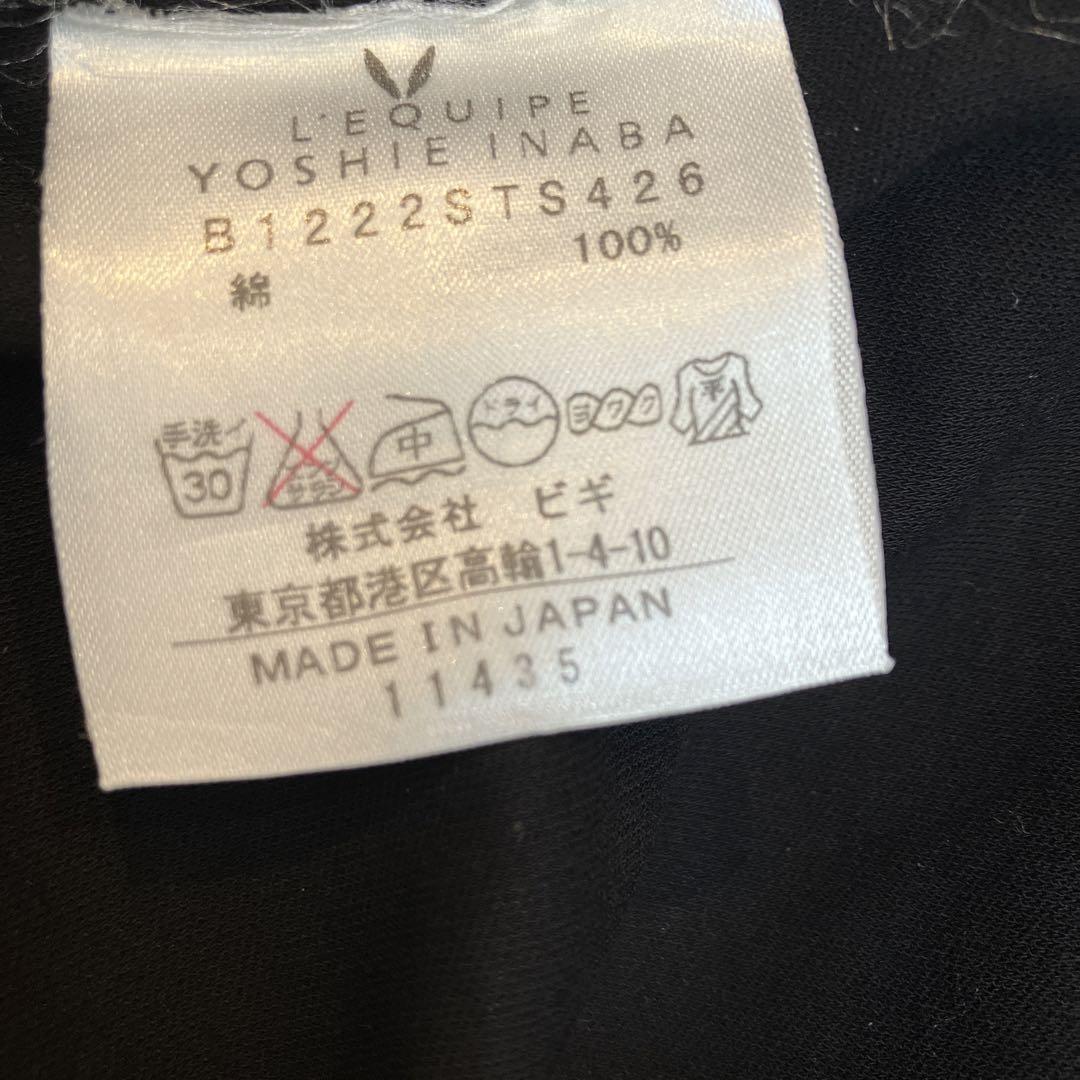 L'EQUIPE
YOSHIE INABA
B1222STS426
綿 100%
手洗イ 30 中 ドライ ヨワク 平
株式会社 ビギ
東京都港区高輪1-4-10
MADE IN JAPAN
11435